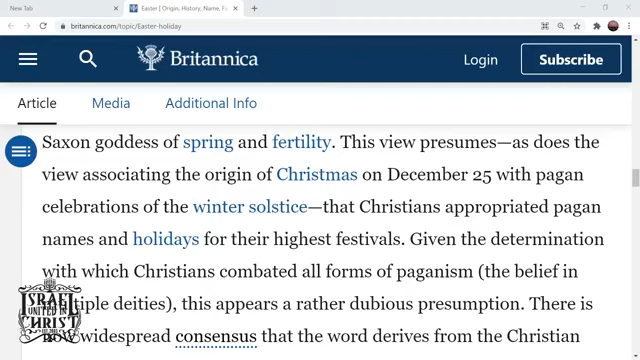 New Tab
Easter | Origin, History, Name, F
britannica.com/topic/Easter-holiday
Britannica
Login
Subscribe
Article
Media
Additional Info
Saxon goddess of spring and fertility. This view presumes—as does the
view associating the origin of Christmas on December 25 with pagan
celebrations of the winter solstice—that Christians appropriated pagan
names and holidays for their highest festivals. Given the determination
with which Christians combated all forms of paganism (the belief in
multiple deities), this appears a rather dubious presumption. There is
now widespread consensus that the word derives from the Christian
ISRAEL
UNITED IN
CHRIST